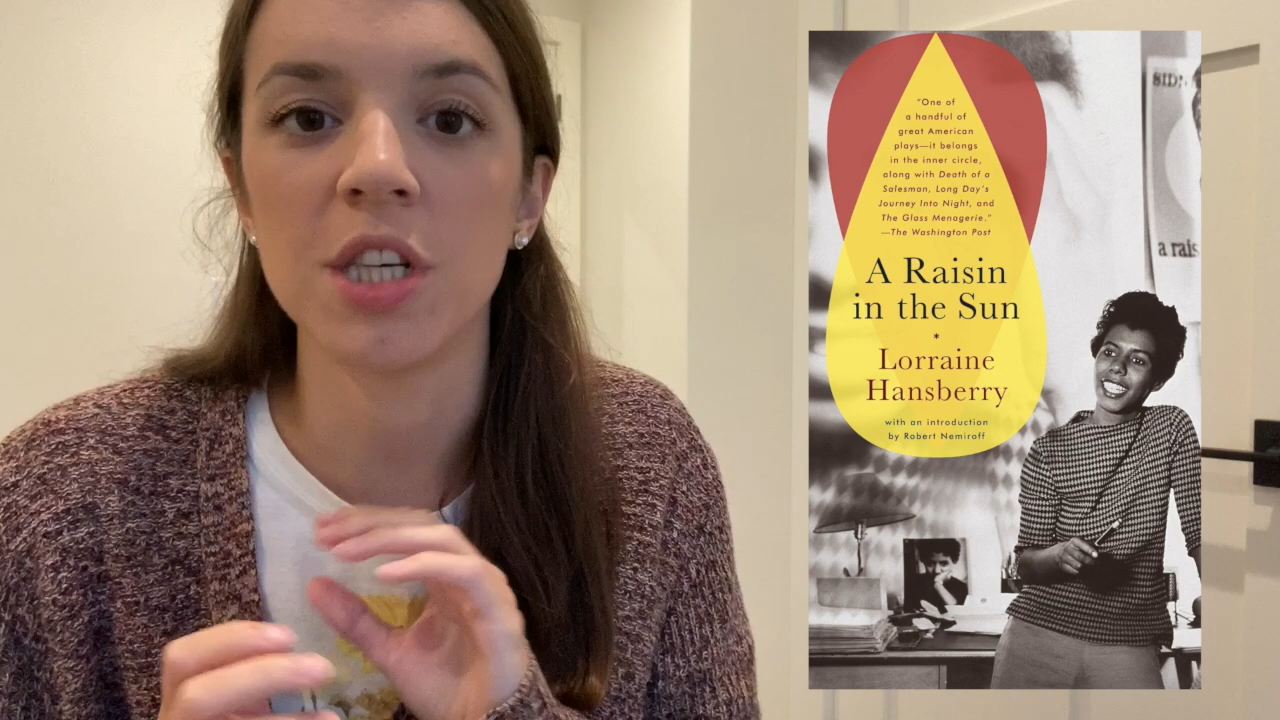 "One of
a handful of
great American
plays—it belongs
in the inner circle,
along with Death of a
Salesman, Long Day's
Journey Into Night, and
The Glass Menagerie."
—The Washington Post
A Raisin
in the Sun
*
Lorraine
Hansberry
with an introduction
by Robert Nemiroff
a rais